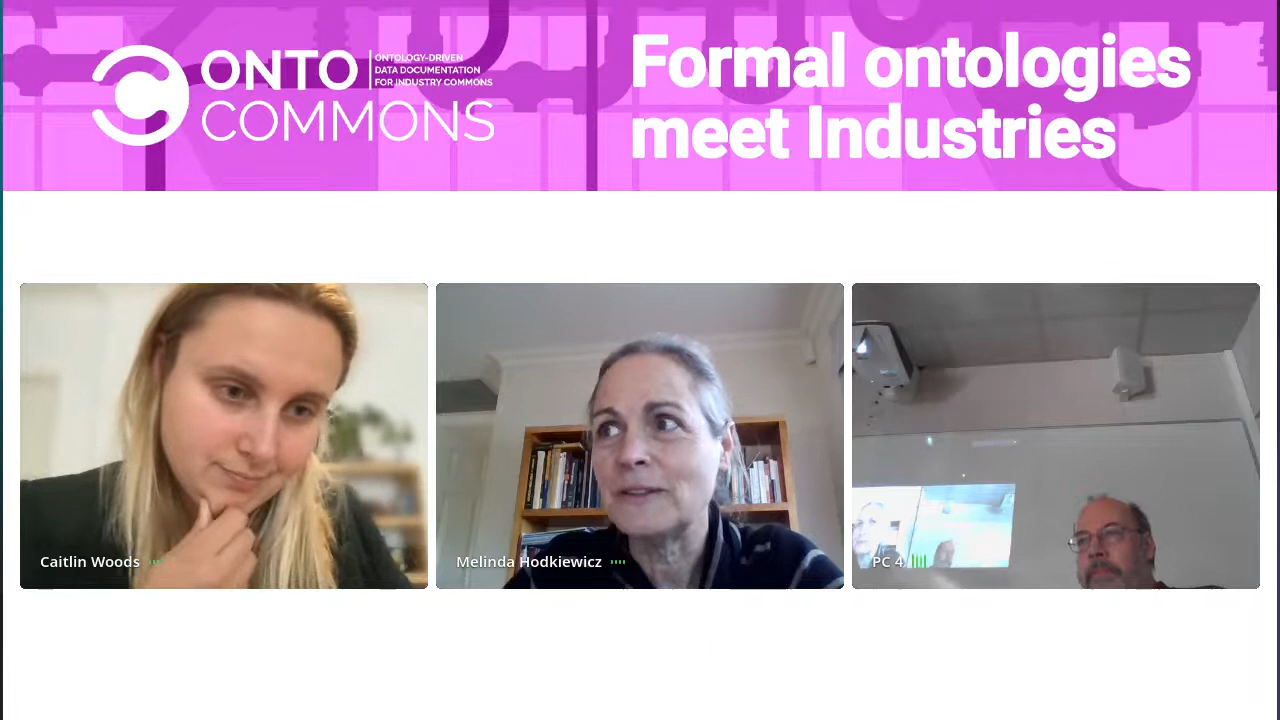 ONTO
COMMONS
ONTOLOGY-DRIVEN
DATA DOCUMENTATION
FOR INDUSTRY COMMONS
Formal ontologies
meet Industries
Caitlin Woods
Melinda Hodkiewicz
PC 4